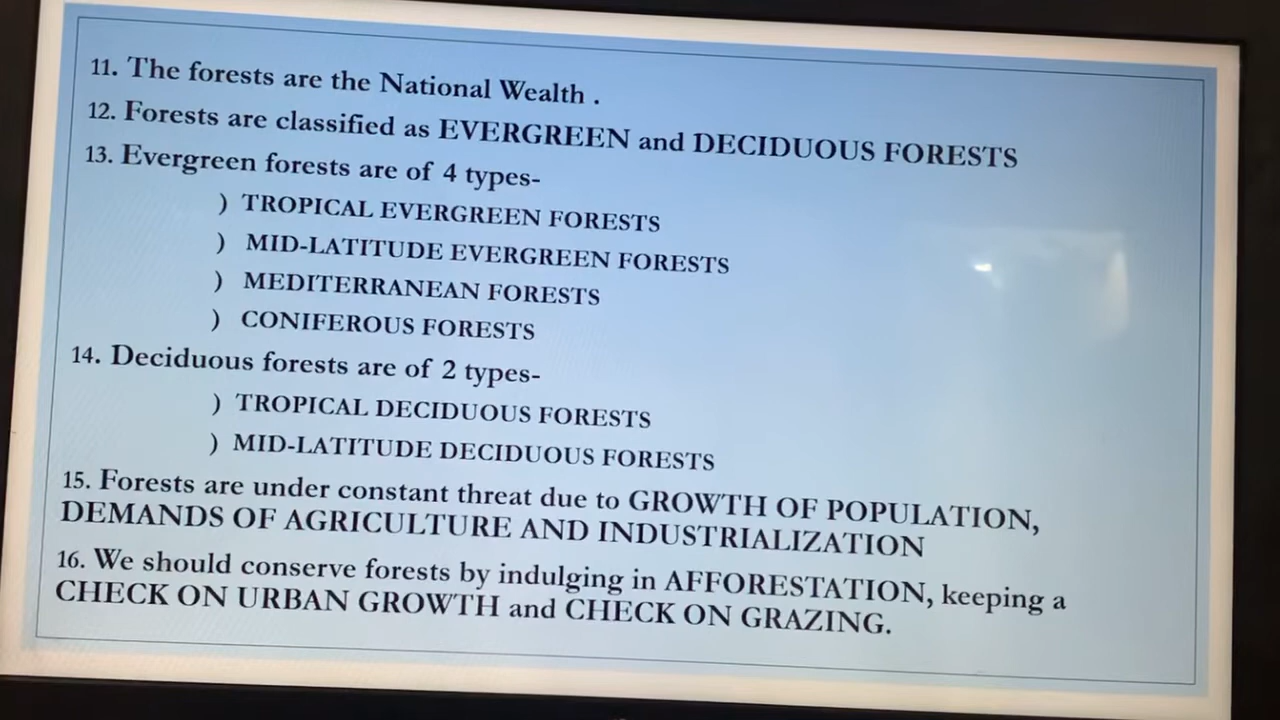 11. The forests are the National Wealth .
12. Forests are classified as EVERGREEN and DECIDUOUS FORESTS
13. Evergreen forests are of 4 types-
) TROPICAL EVERGREEN FORESTS
) MID-LATITUDE EVERGREEN FORESTS
) MEDITERRANEAN FORESTS
) CONIFEROUS FORESTS
14. Deciduous forests are of 2 types-
) TROPICAL DECIDUOUS FORESTS
) MID-LATITUDE DECIDUOUS FORESTS
15. Forests are under constant threat due to GROWTH OF POPULATION,
DEMANDS OF AGRICULTURE AND INDUSTRIALIZATION
16. We should conserve forests by indulging in AFFORESTATION, keeping a
CHECK ON URBAN GROWTH and CHECK ON GRAZING.